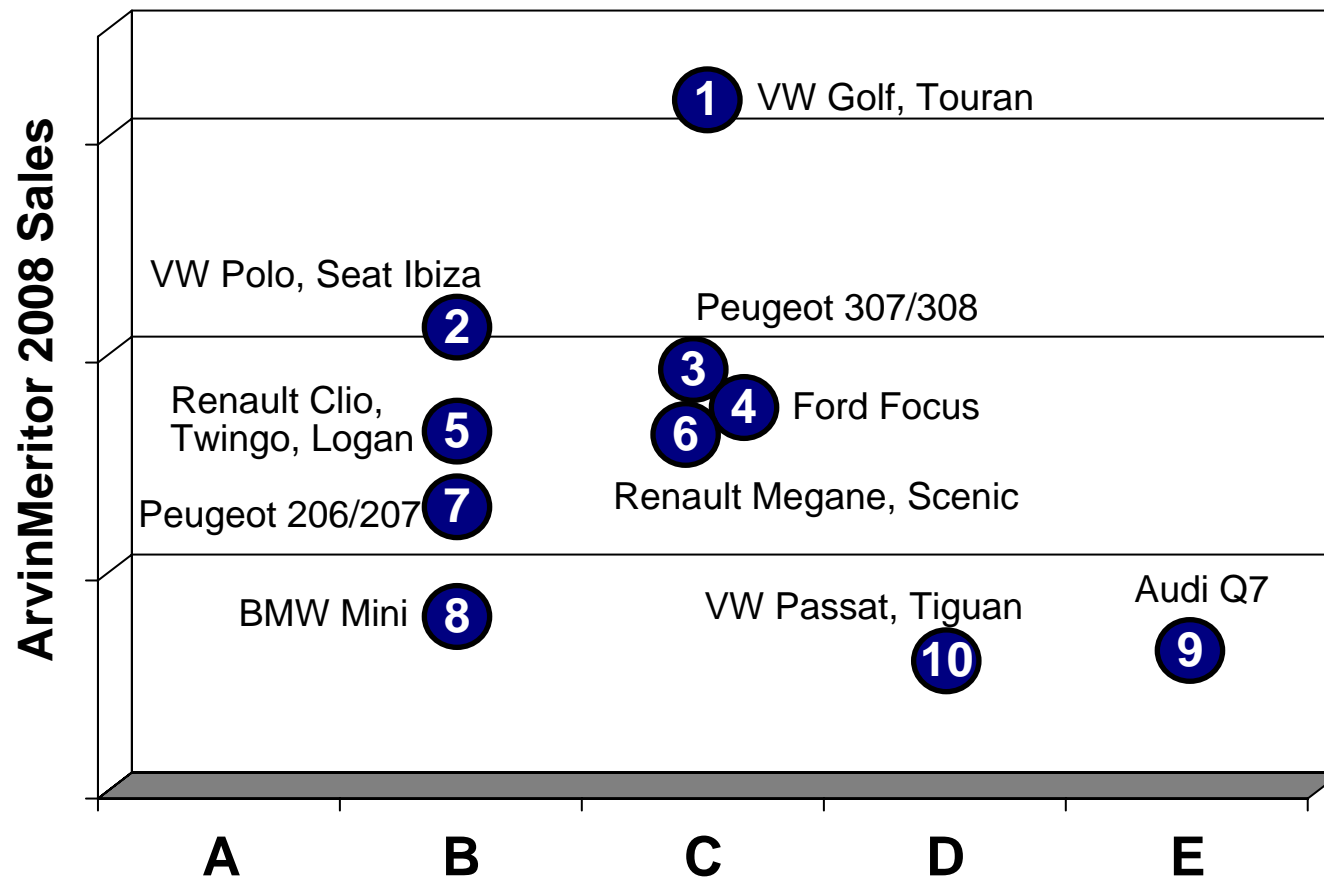 ArvinMeritor 2008 Sales
1
VW Golf, Touran
VW Polo, Seat Ibiza
2
Peugeot 307/308
3
Renault Clio,
Twingo, Logan
5
4
Ford Focus
6
Renault Megane, Scenic
Peugeot 206/207
7
BMW Mini
8
VW Passat, Tiguan
10
Audi Q7
9
A B C D E